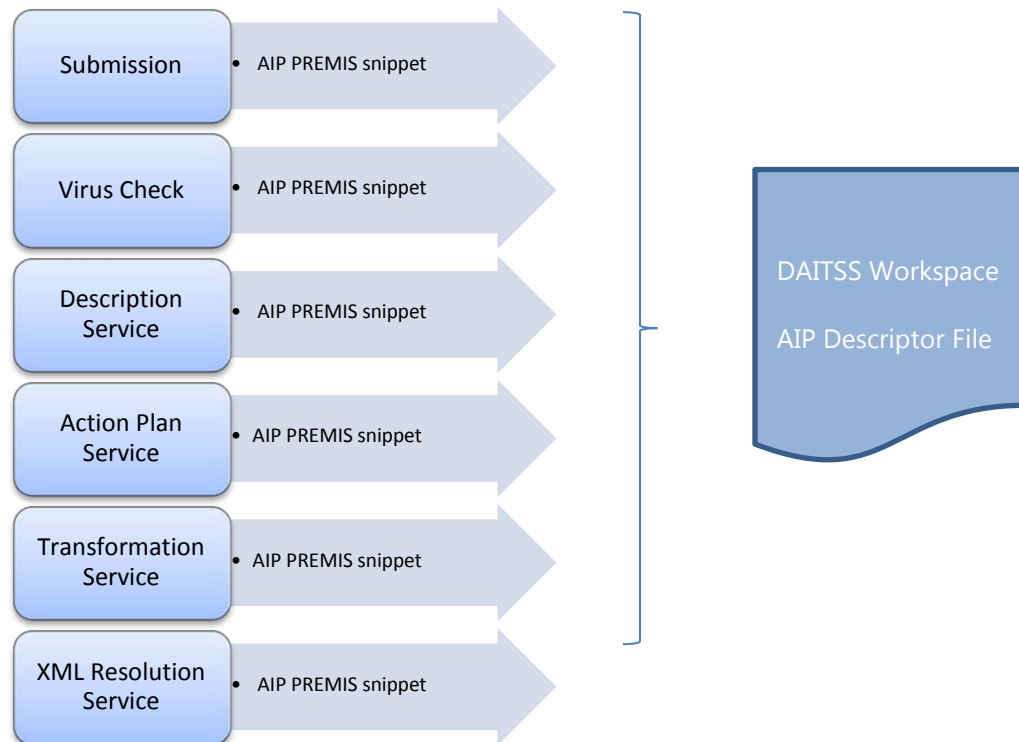 Submission
• AIP PREMIS snippet
Virus Check
• AIP PREMIS snippet
Description
Service
• AIP PREMIS snippet
Action Plan
Service
• AIP PREMIS snippet
Transformation
Service
• AIP PREMIS snippet
XML Resolution
Service
• AIP PREMIS snippet
DAITSS Workspace
AIP Descriptor File